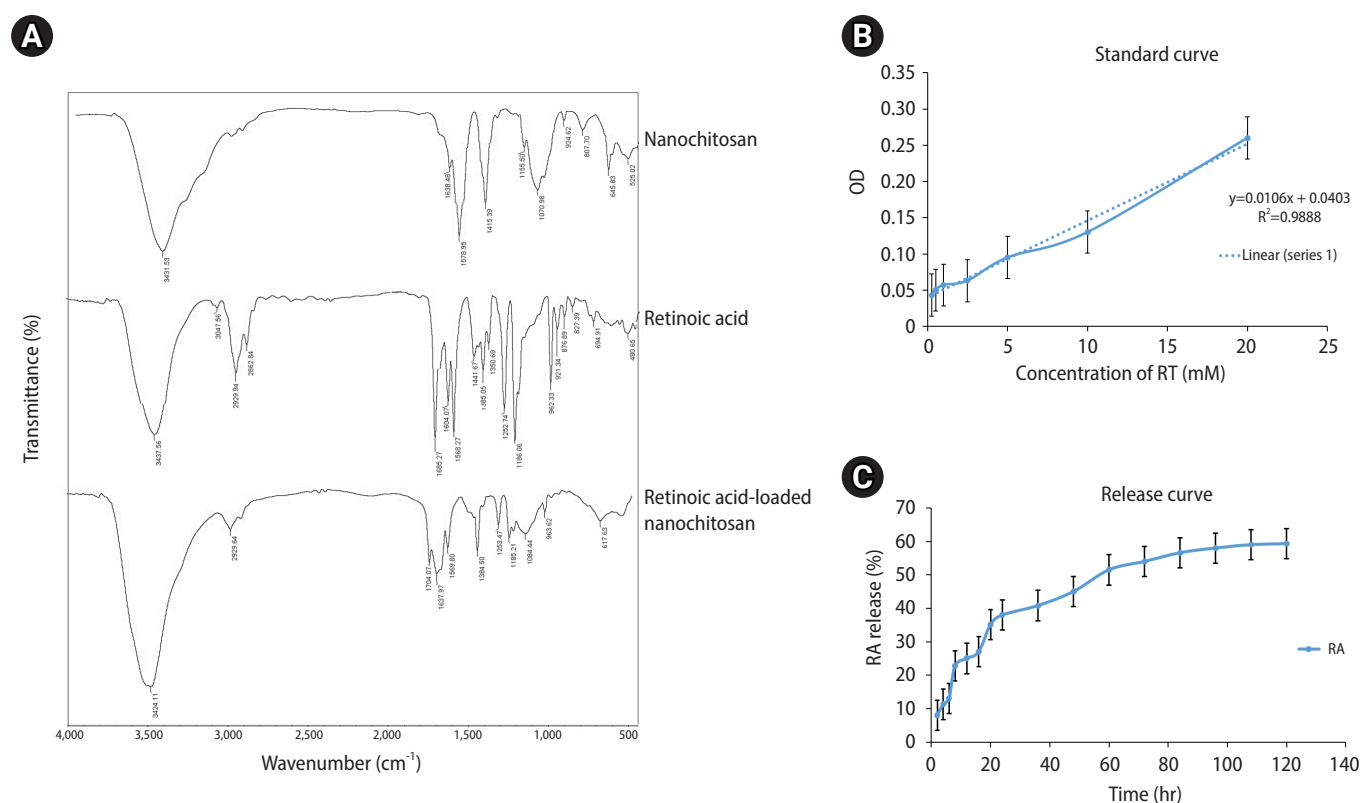 A
Transmittance (%)
Nanochitosan
3431.53
1638.48
1578.95
1415.39
1155.50
1070.98
924.62
807.70
645.83
525.02
Retinoic acid
3437.56
3047.56
2929.94
2862.84
1685.27
1604.07
1568.27
1441.67
1385.05
1350.69
1252.74
1186.06
962.33
921.34
876.89
827.39
694.91
480.65
Retinoic acid-loaded
nanochitosan
3424.11
2929.64
1704.07
1637.97
1569.80
1384.50
1253.47
1185.21
1084.44
963.62
617.63
4,000 3,500 3,000 2,500 2,000 1,500 1,000 500
Wavenumber (cm⁻¹)
B
Standard curve
OD
0.35
0.30
0.25
0.20
0.15
0.10
0.05
0
y=0.0106x + 0.0403
R²=0.9888
Linear (series 1)
0 5 10 15 20 25
Concentration of RT (mM)
C
Release curve
RA release (%)
70
60
50
40
30
20
10
0
RA
0 20 40 60 80 100 120 140
Time (hr)